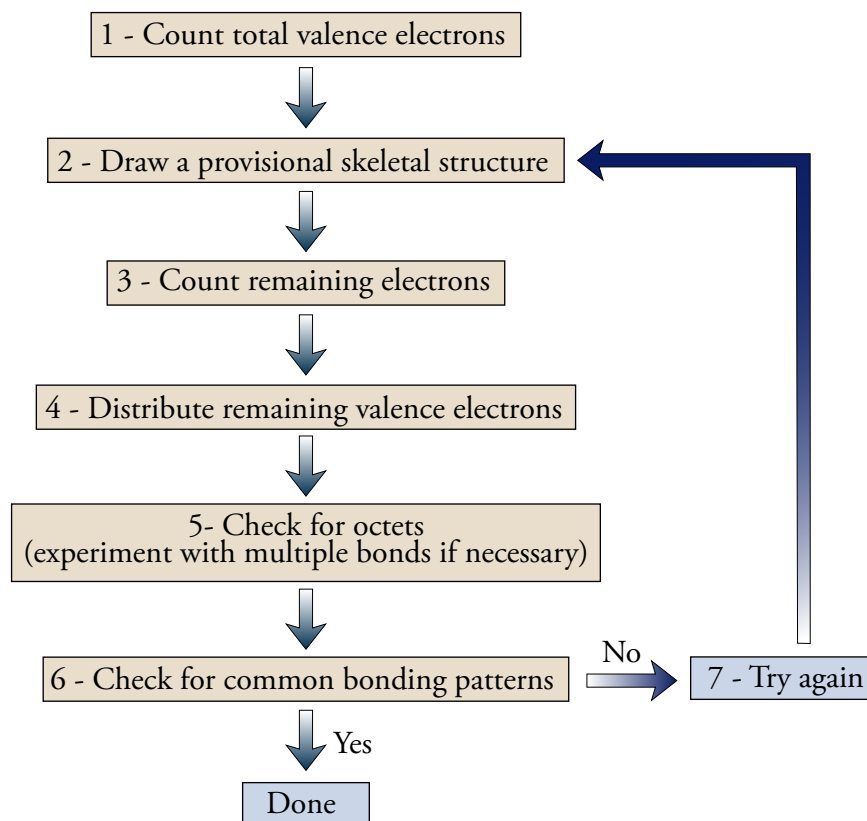 1 - Count total valence electrons
2 - Draw a provisional skeletal structure
3 - Count remaining electrons
4 - Distribute remaining valence electrons
5- Check for octets
(experiment with multiple bonds if necessary)
6 - Check for common bonding patterns
No
7 - Try again
Yes
Done